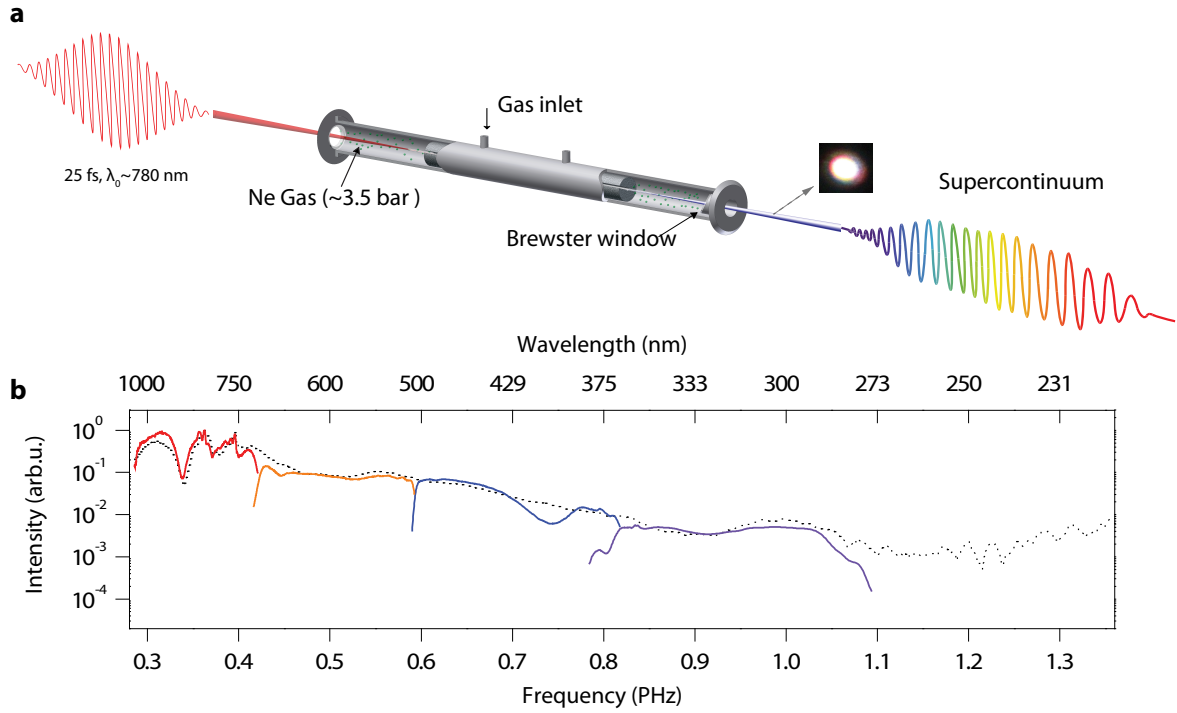 a
Gas inlet
25 fs, λ₀~780 nm
Ne Gas (~3.5 bar )
Supercontinuum
Brewster window
Wavelength (nm)
1000 750 600 500 429 375 333 300 273 250 231
b
10⁰
10⁻¹
10⁻²
10⁻³
10⁻⁴
Intensity (arb.u.)
0.3 0.4 0.5 0.6 0.7 0.8 0.9 1.0 1.1 1.2 1.3
Frequency (PHz)